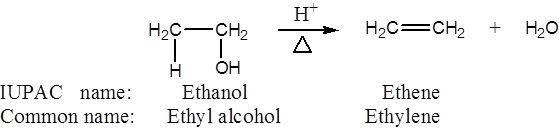 H⁺
H₂C CH₂ H₂C CH₂ + H₂O
△
H OH
IUPAC name: Ethanol Ethene
Common name: Ethyl alcohol Ethylene